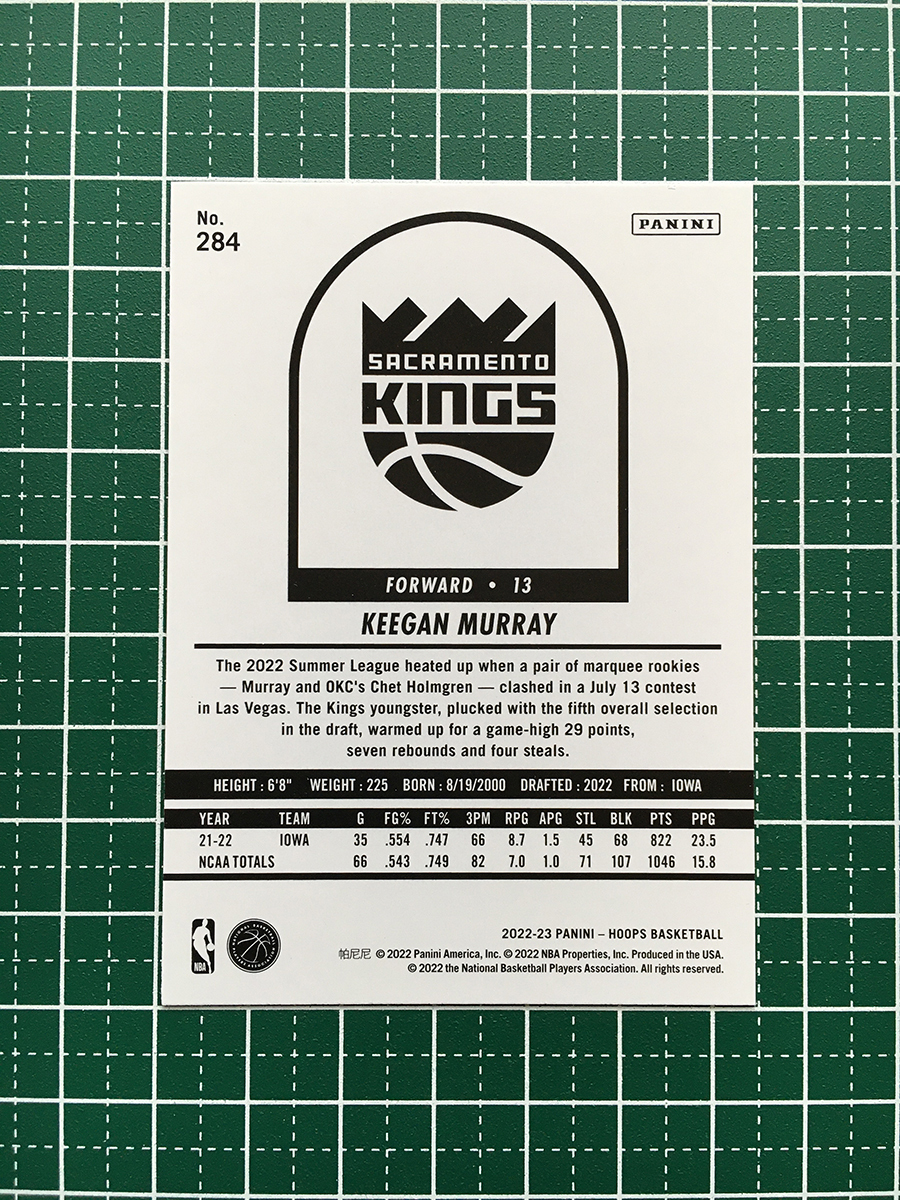 No.
284
PANINI
SACRAMENTO
KINGS
FORWARD • 13
KEEGAN MURRAY
The 2022 Summer League heated up when a pair of marquee rookies
— Murray and OKC's Chet Holmgren — clashed in a July 13 contest
in Las Vegas. The Kings youngster, plucked with the fifth overall selection
in the draft, warmed up for a game-high 29 points,
seven rebounds and four steals.
HEIGHT : 6'8" WEIGHT : 225 BORN : 8/19/2000 DRAFTED : 2022 FROM : IOWA
YEAR TEAM G FG% FT% 3PM RPG APG STL BLK PTS PPG
21-22 IOWA 35 .554 .747 66 8.7 1.5 45 68 822 23.5
NCAA TOTALS 66 .543 .749 82 7.0 1.0 71 107 1046 15.8
2022-23 PANINI – HOOPS BASKETBALL
帕尼尼 © 2022 Panini America, Inc. © 2022 NBA Properties, Inc. Produced in the USA.
© 2022 the National Basketball Players Association. All rights reserved.
NBA
NATIONAL BASKETBALL PLAYERS ASSOCIATION